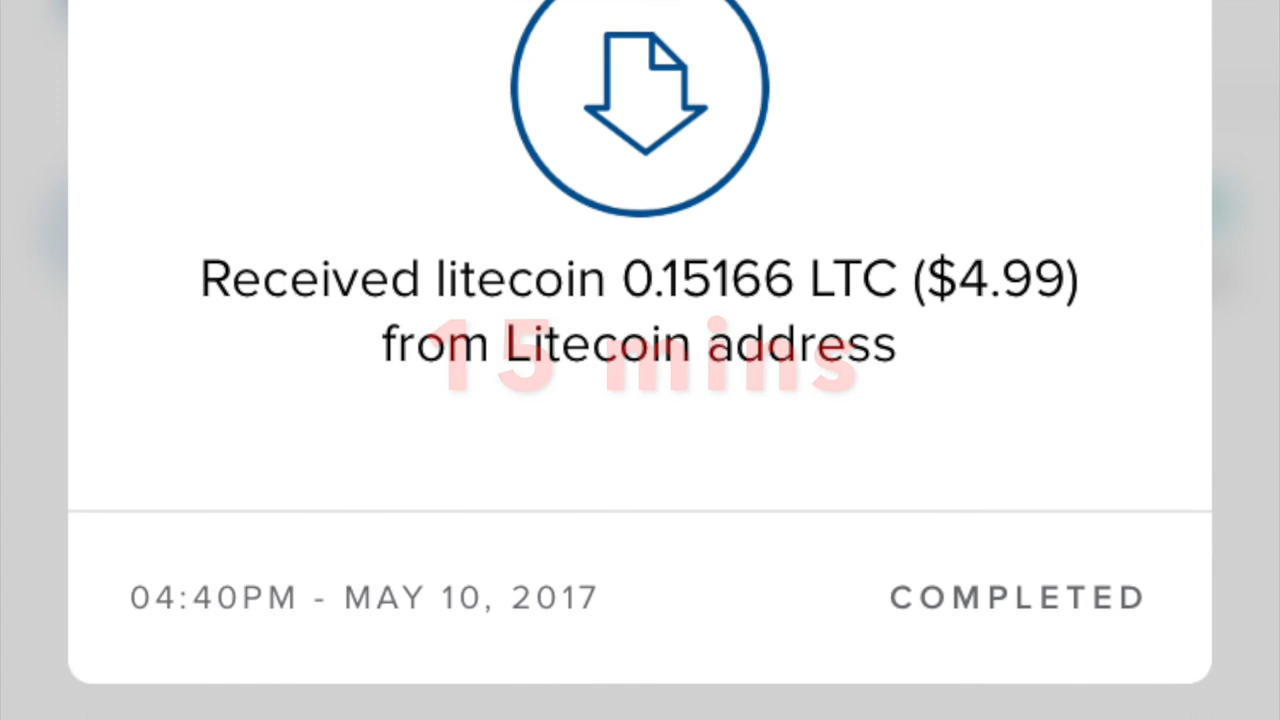 Received litecoin 0.15166 LTC ($4.99)
from Litecoin address
15 mins
04:40PM - MAY 10, 2017
COMPLETED